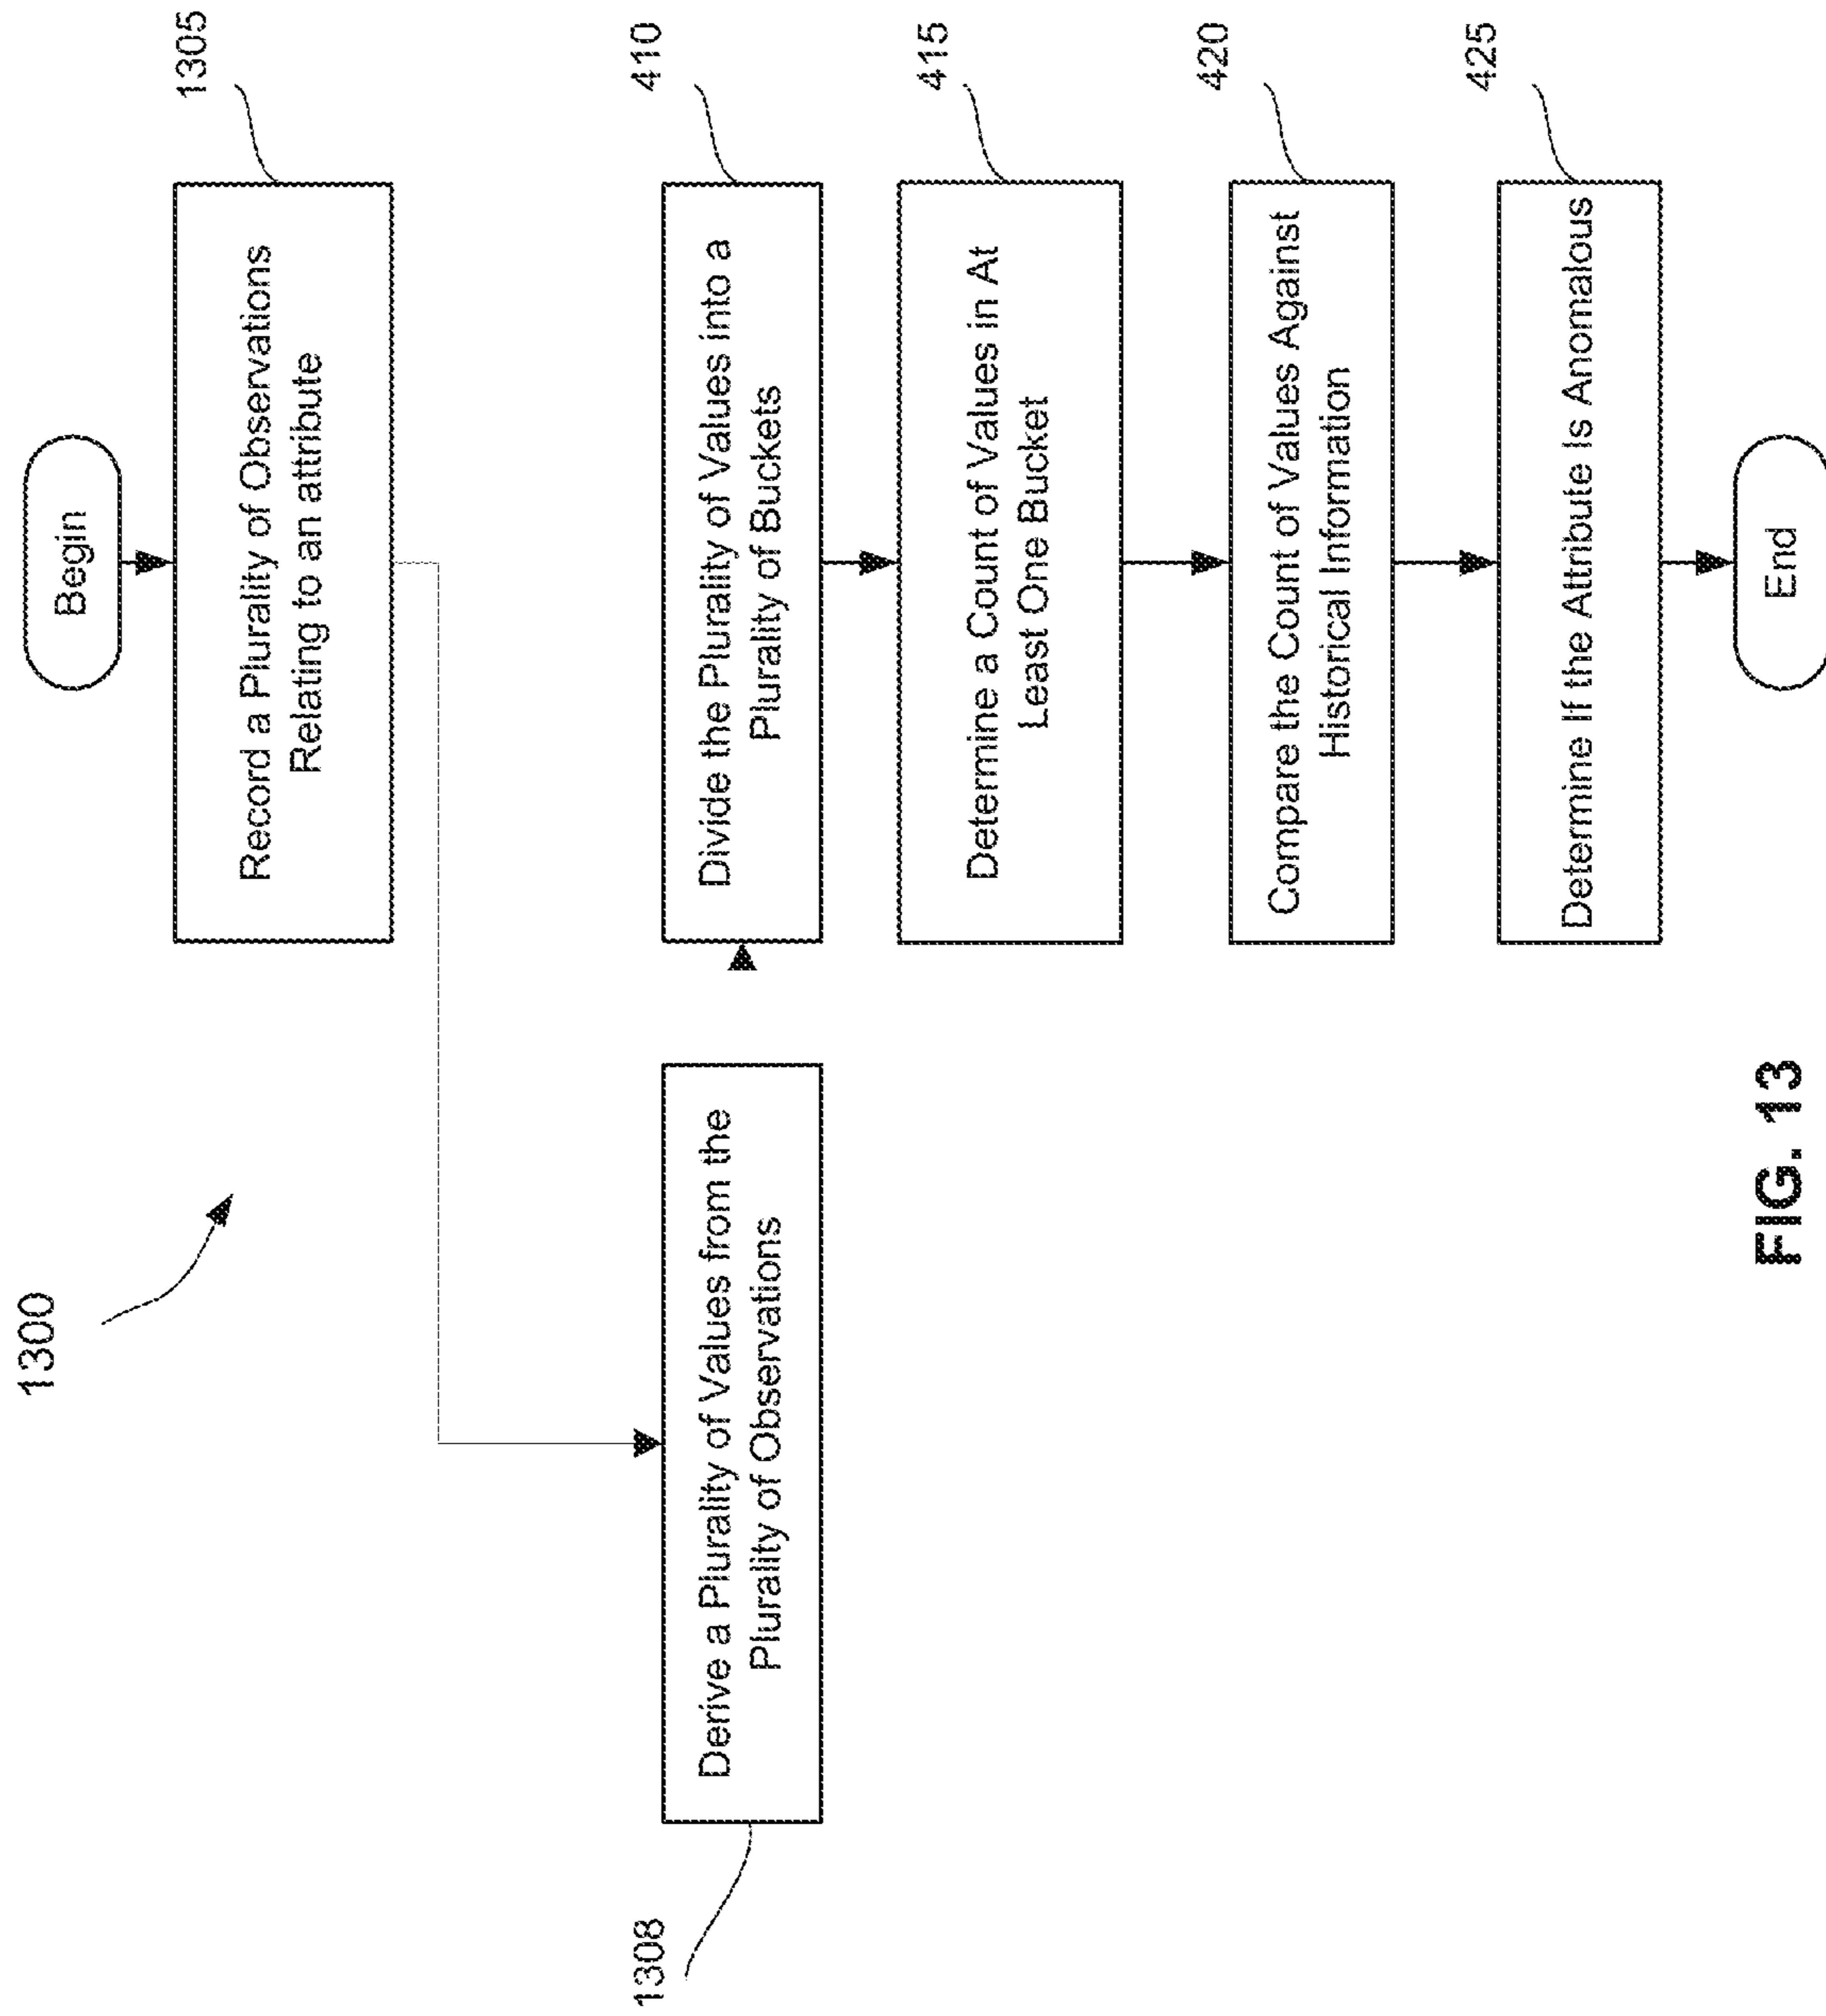 1300
Begin
Record a Plurality of Observations
Relating to an attribute
1305
1308
Derive a Plurality of Values from the
Plurality of Observations
Divide the Plurality of Values into a
Plurality of Buckets
410
Determine a Count of Values in At
Least One Bucket
415
Compare the Count of Values Against
Historical Information
420
Determine If the Attribute Is Anomalous
425
End
FIG. 13